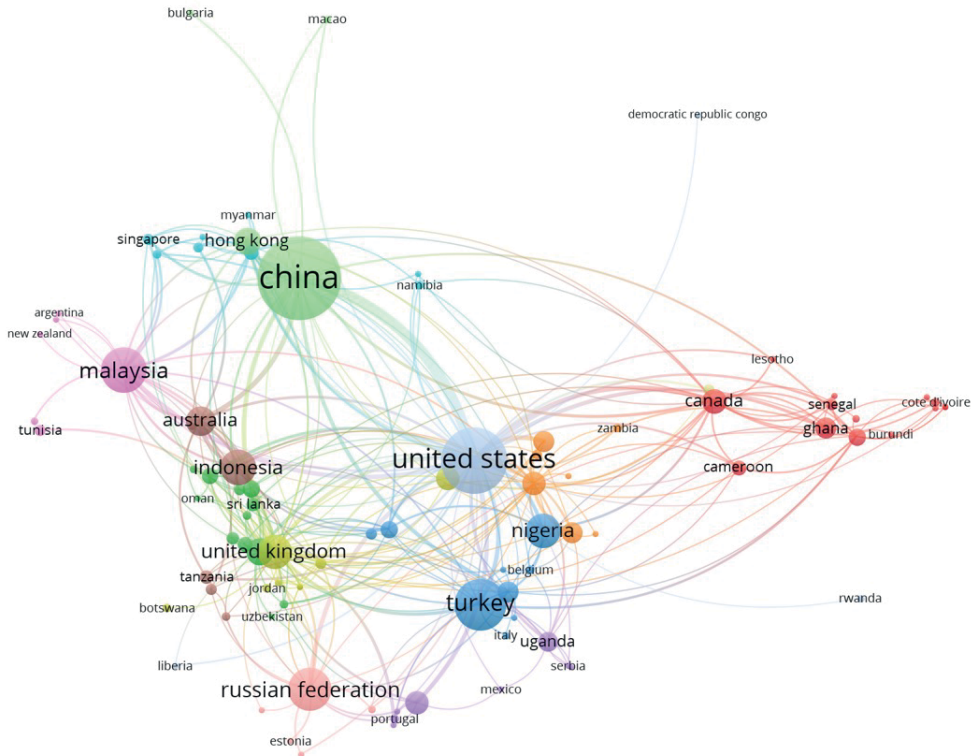 bulgaria
macao
democratic republic congo
myanmar
singapore
hong kong
china
namibia
argentina
new zealand
malaysia
lesotho
canada
senegal
cote d'ivoire
australia
tunisia
zambia
ghana
burundi
united states
indonesia
cameroon
oman
sri lanka
nigeria
united kingdom
belgium
tanzania
jordan
turkey
botswana
uzbekistan
rwanda
italy
uganda
liberia
serbia
russian federation
mexico
portugal
estonia